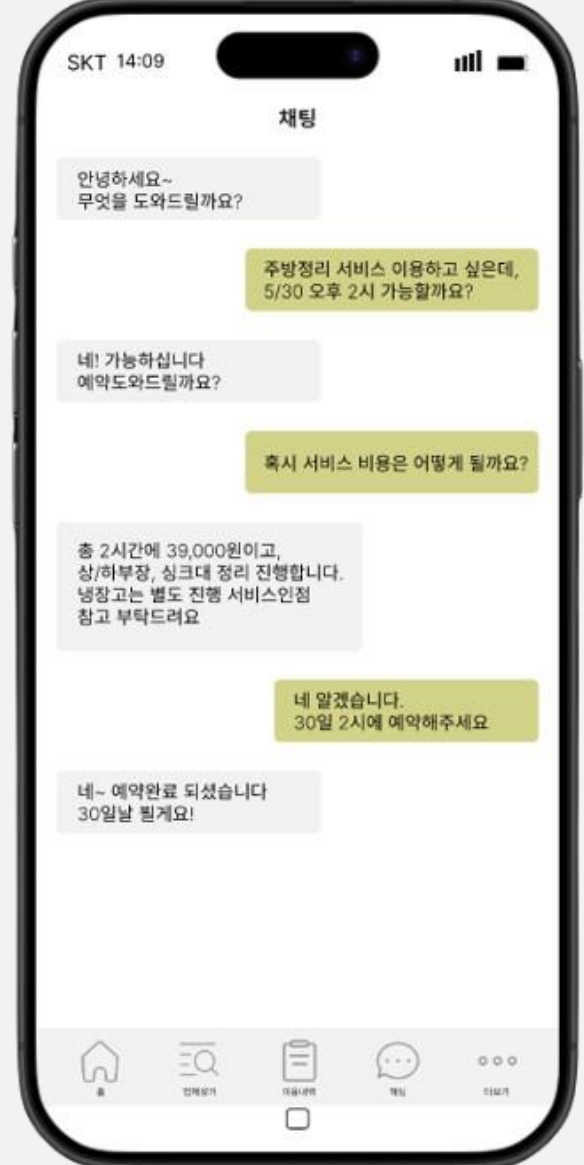 SKT 14:09
채팅
안녕하세요~
무엇을 도와드릴까요?
주방정리 서비스 이용하고 싶은데,
5/30 오후 2시 가능할까요?
네! 가능하십니다
예약도와드릴까요?
혹시 서비스 비용은 어떻게 될까요?
총 2시간에 39,000원이고,
상/하부장, 싱크대 정리 진행합니다.
냉장고는 별도 진행 서비스인점
참고 부탁드려요
네 알겠습니다.
30일 2시에 예약해주세요
네~ 예약완료 되셨습니다
30일날 뵐게요!
홈
이용내역
채팅
더보기